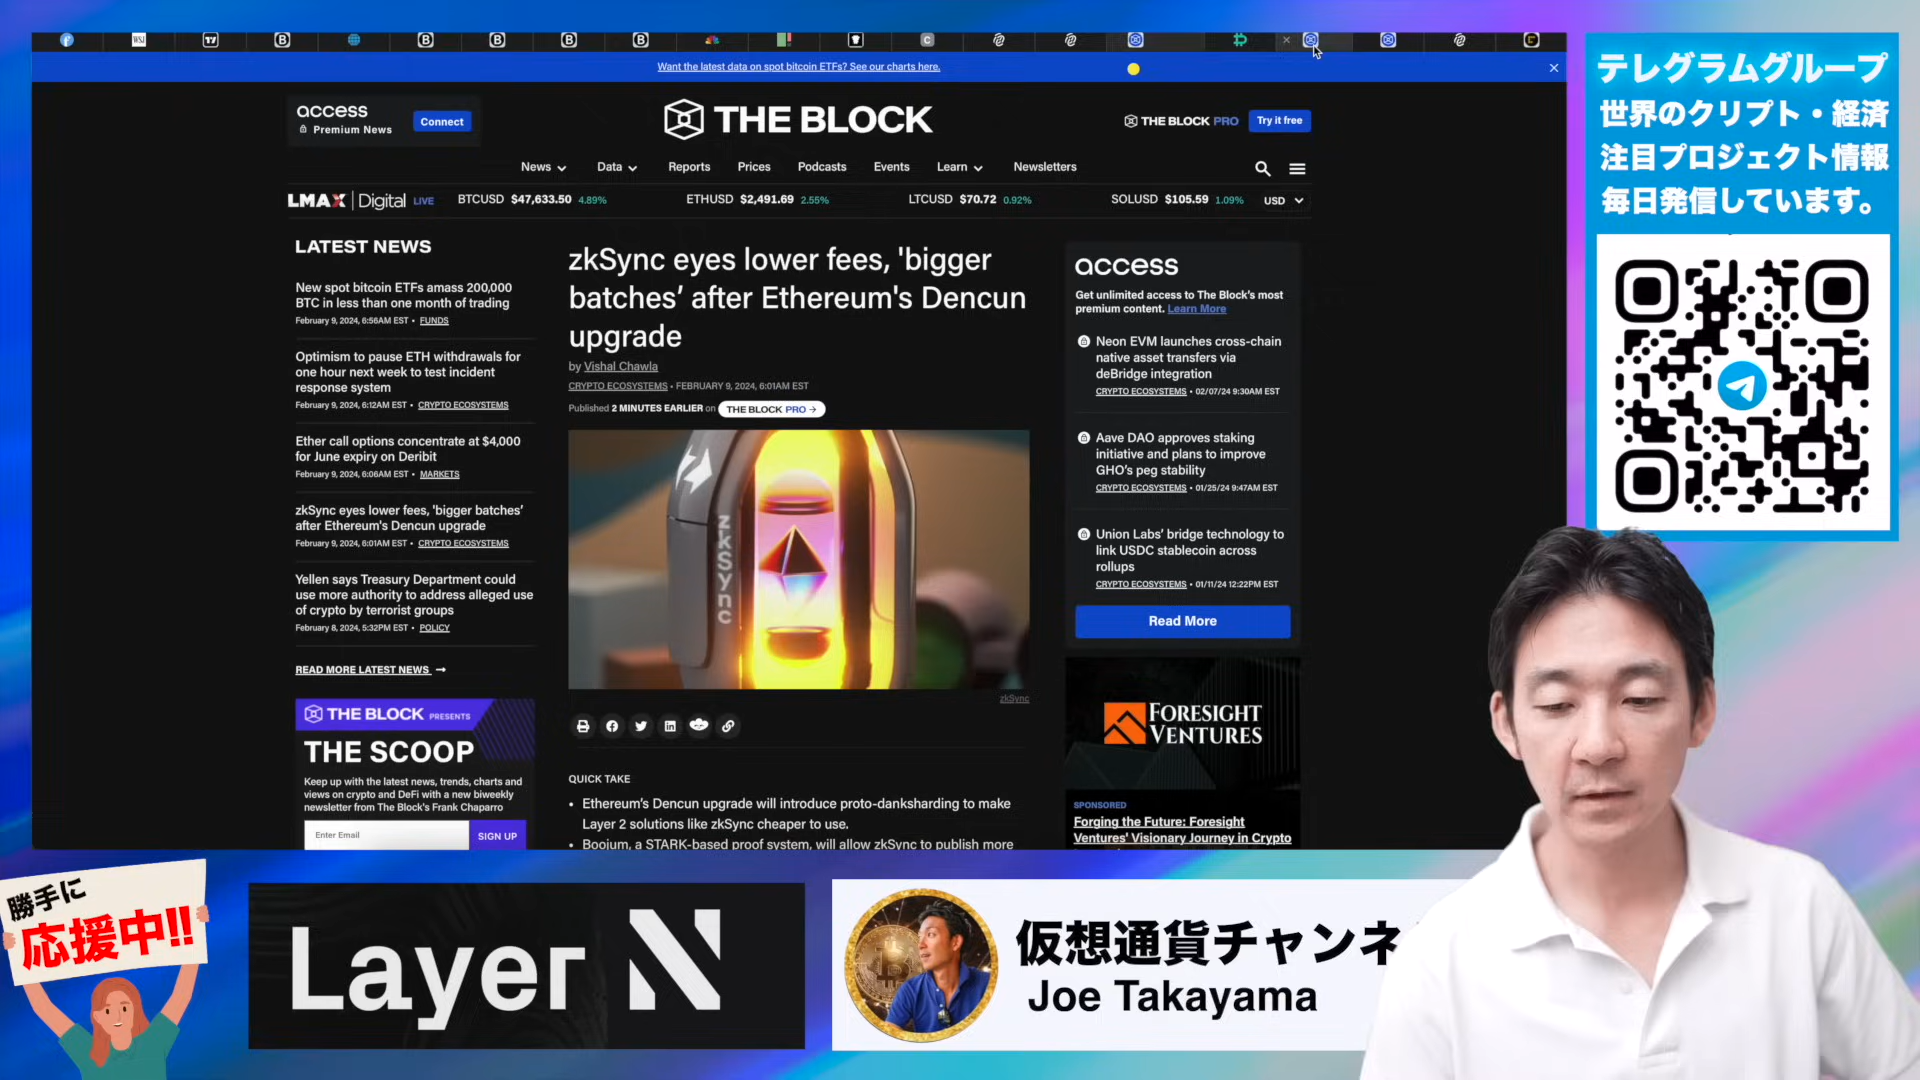 WSJ
Want the latest data on spot bitcoin ETFs? See our charts here.
access
Premium News
Connect
THE BLOCK
THE BLOCK PRO
Try it free
News
Data
Reports
Prices
Podcasts
Events
Learn
Newsletters
LMAX Digital LIVE
BTCUSD $47,633.50 4.89%
ETHUSD $2,491.69 2.55%
LTCUSD $70.72 0.92%
SOLUSD $105.59 1.09%
USD
LATEST NEWS
New spot bitcoin ETFs amass 200,000
BTC in less than one month of trading
February 9, 2024, 6:56AM EST • FUNDS
Optimism to pause ETH withdrawals for
one hour next week to test incident
response system
February 9, 2024, 6:12AM EST • CRYPTO ECOSYSTEMS
Ether call options concentrate at $4,000
for June expiry on Deribit
February 9, 2024, 6:06AM EST • MARKETS
zkSync eyes lower fees, 'bigger batches’
after Ethereum's Dencun upgrade
February 9, 2024, 6:01AM EST • CRYPTO ECOSYSTEMS
Yellen says Treasury Department could
use more authority to address alleged use
of crypto by terrorist groups
February 8, 2024, 5:32PM EST • POLICY
READ MORE LATEST NEWS →
THE BLOCK PRESENTS
THE SCOOP
Keep up with the latest news, trends, charts and
views on crypto and DeFi with a new biweekly
newsletter from The Block's Frank Chaparro
Enter Email
SIGN UP
zkSync eyes lower fees, 'bigger
batches’ after Ethereum's Dencun
upgrade
by Vishal Chawla
CRYPTO ECOSYSTEMS • FEBRUARY 9, 2024, 6:01AM EST
Published 2 MINUTES EARLIER on THE BLOCK PRO →
zkSync
zkSync
QUICK TAKE
• Ethereum’s Dencun upgrade will introduce proto-danksharding to make
Layer 2 solutions like zkSync cheaper to use.
• Boojum, a STARK-based proof system, will allow zkSync to publish more
access
Get unlimited access to The Block's most
premium content. Learn More
Neon EVM launches cross-chain
native asset transfers via
deBridge integration
CRYPTO ECOSYSTEMS • 02/07/24 9:30AM EST
Aave DAO approves staking
initiative and plans to improve
GHO’s peg stability
CRYPTO ECOSYSTEMS • 01/25/24 9:47AM EST
Union Labs’ bridge technology to
link USDC stablecoin across
rollups
CRYPTO ECOSYSTEMS • 01/11/24 12:22PM EST
Read More
FORESIGHT
VENTURES
SPONSORED
Forging the Future: Foresight
Ventures' Visionary Journey in Crypto
テレグラムグループ
世界のクリプト・経済
注目プロジェクト情報
毎日発信しています。
勝手に
応援中!!
Layer N
仮想通貨チャンネ
Joe Takayama